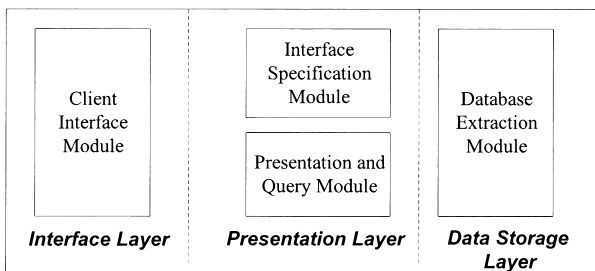 Client
Interface
Module
Interface
Specification
Module
Presentation and
Query Module
Database
Extraction
Module
Interface Layer
Presentation Layer
Data Storage
Layer